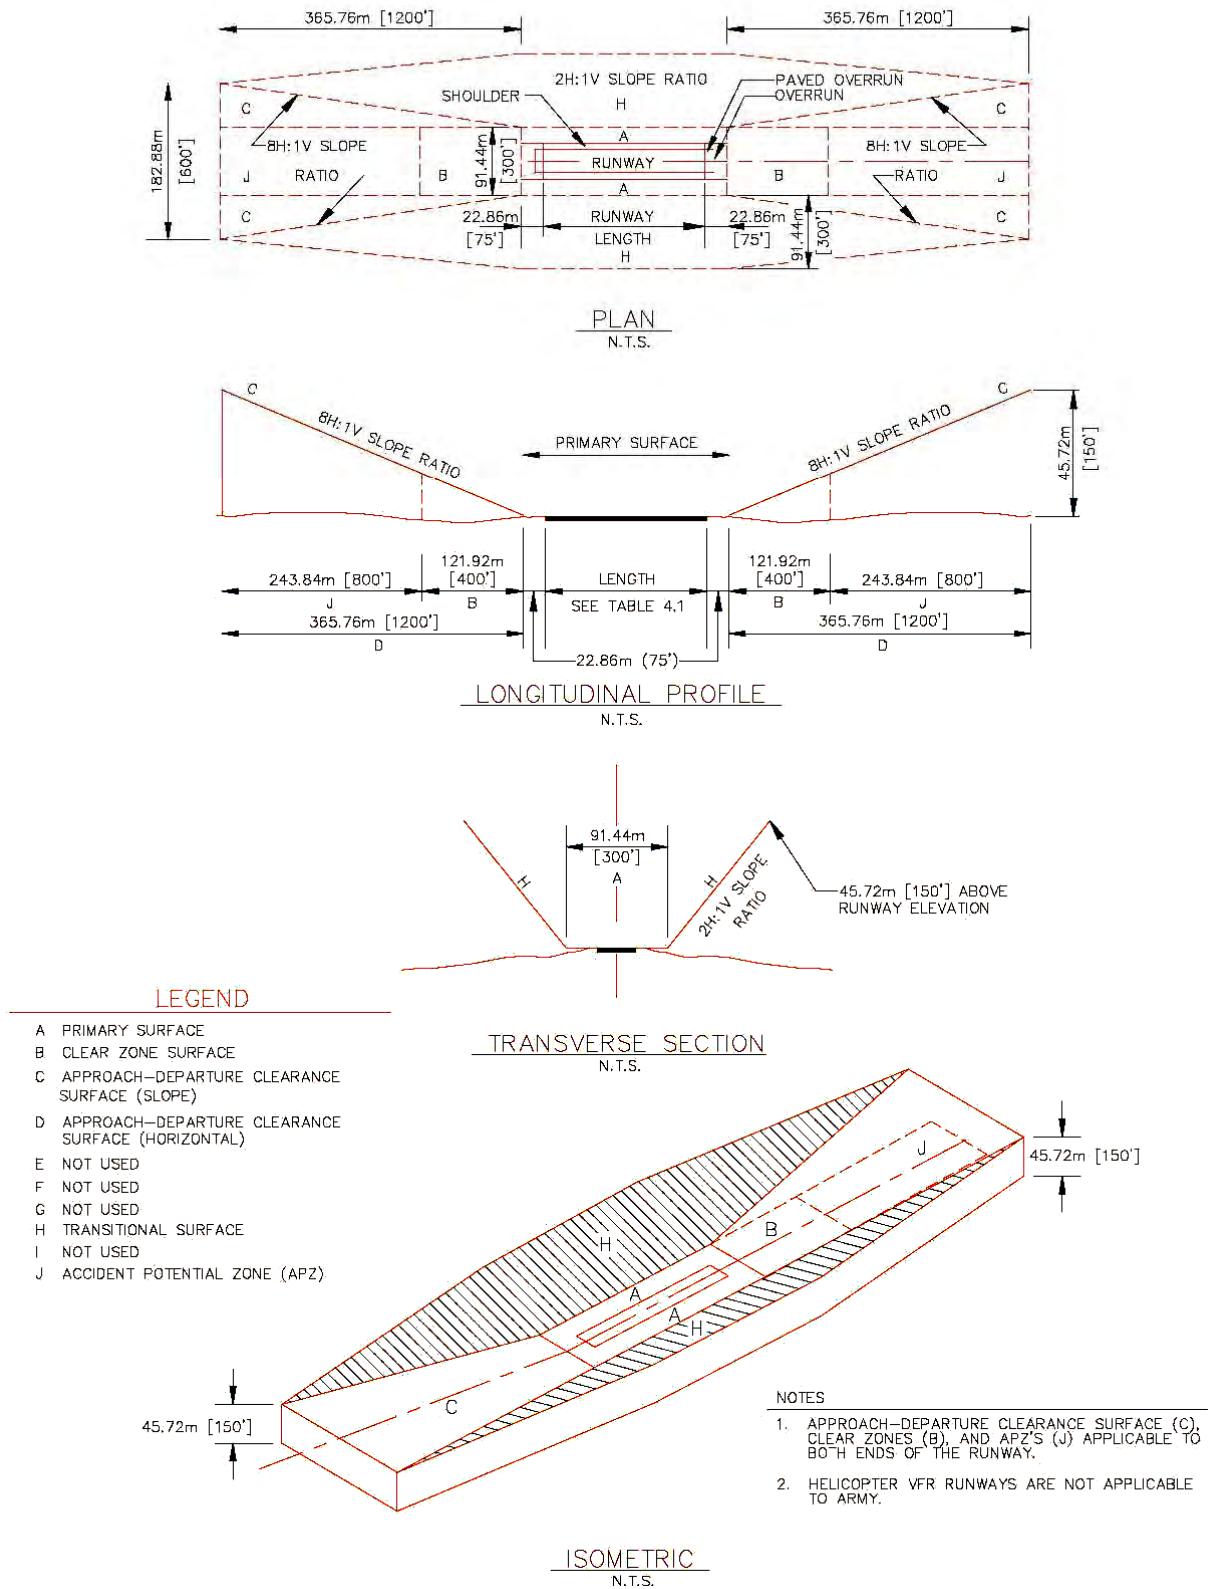 365.76m [1200']
365.76m [1200']
2H:1V SLOPE RATIO
PAVED OVERRUN
SHOULDER
H
OVERRUN
C
C
A
8H:1V SLOPE
8H:1V SLOPE
182.88m
[600']
91.44m
[300']
J
RATIO
B
RUNWAY
B
RATIO
J
A
C
C
22.86m
[75']
RUNWAY
LENGTH
22.86m
[75']
91.44m
[300']
H
PLAN
N.T.S.
C
C
8H:1V SLOPE RATIO
PRIMARY SURFACE
8H:1V SLOPE RATIO
45.72m
[150']
121.92m
[400']
121.92m
[400']
243.84m [800']
LENGTH
243.84m [800']
J
B
SEE TABLE 4.1
B
J
365.76m [1200']
365.76m [1200']
D
D
22.86m (75')
LONGITUDINAL PROFILE
N.T.S.
91.44m
[300']
A
H
H
2H:1V SLOPE
RATIO
45.72m [150'] ABOVE
RUNWAY ELEVATION
TRANSVERSE SECTION
N.T.S.
LEGEND
A PRIMARY SURFACE
B CLEAR ZONE SURFACE
C APPROACH-DEPARTURE CLEARANCE
SURFACE (SLOPE)
D APPROACH-DEPARTURE CLEARANCE
SURFACE (HORIZONTAL)
E NOT USED
F NOT USED
G NOT USED
H TRANSITIONAL SURFACE
I NOT USED
J ACCIDENT POTENTIAL ZONE (APZ)
45.72m [150']
J
B
H
A
A
H
C
45.72m [150']
NOTES
1. APPROACH-DEPARTURE CLEARANCE SURFACE (C),
CLEAR ZONES (B), AND APZ'S (J) APPLICABLE TO
BOTH ENDS OF THE RUNWAY.
2. HELICOPTER VFR RUNWAYS ARE NOT APPLICABLE
TO ARMY.
ISOMETRIC
N.T.S.